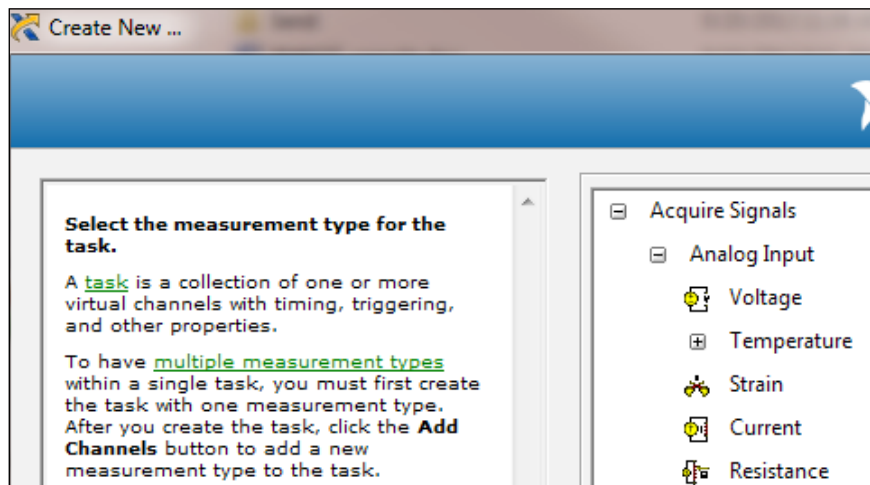 Create New ...
Select the measurement type for the
task.
A task is a collection of one or more
virtual channels with timing, triggering,
and other properties.
To have multiple measurement types
within a single task, you must first create
the task with one measurement type.
After you create the task, click the Add
Channels button to add a new
measurement type to the task.
Acquire Signals
Analog Input
Voltage
Temperature
Strain
Current
Resistance